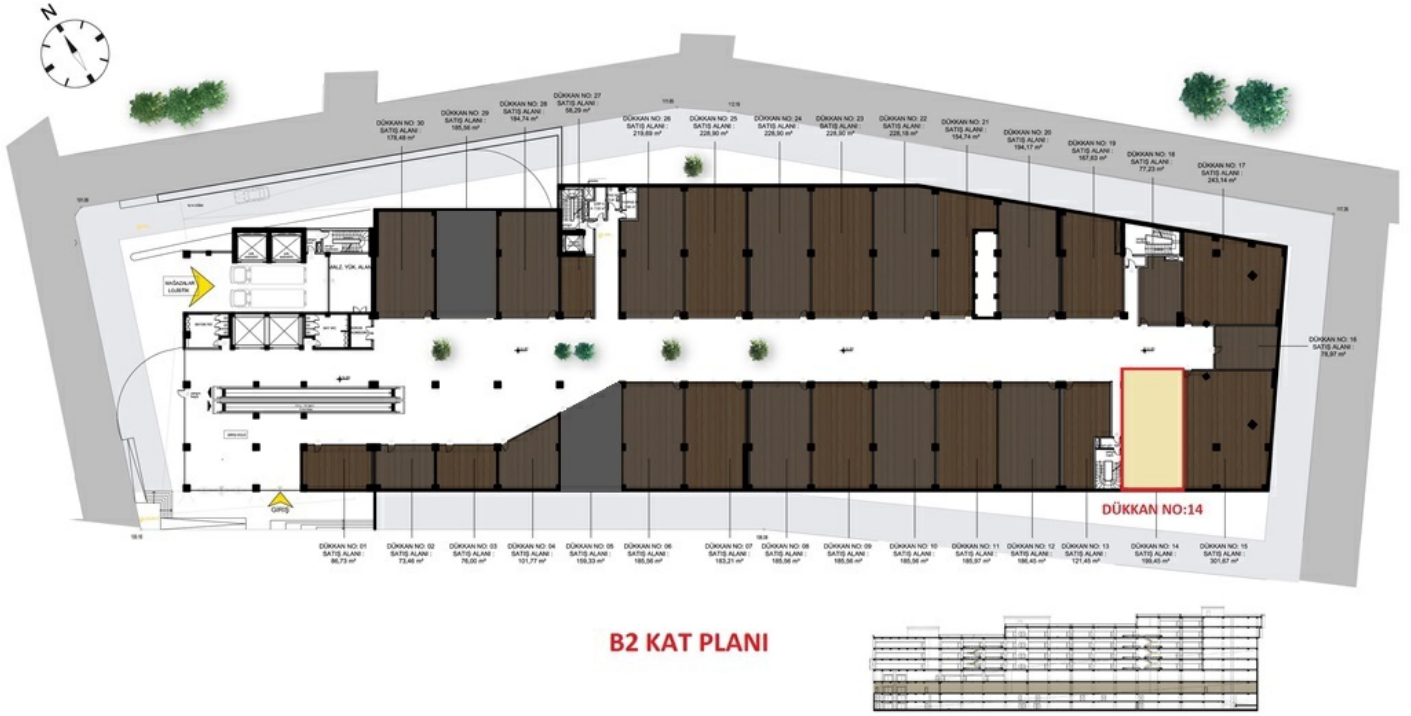 N
DÜKKAN NO: 30
SATIŞ ALANI :
178,48 m²
DÜKKAN NO: 29
SATIŞ ALANI :
185,56 m²
DÜKKAN NO: 28
SATIŞ ALANI :
184,74 m²
DÜKKAN NO: 27
SATIŞ ALANI :
58,29 m²
DÜKKAN NO: 26
SATIŞ ALANI :
219,69 m²
DÜKKAN NO: 25
SATIŞ ALANI :
228,90 m²
DÜKKAN NO: 24
SATIŞ ALANI :
228,90 m²
DÜKKAN NO: 23
SATIŞ ALANI :
228,90 m²
DÜKKAN NO: 22
SATIŞ ALANI :
228,18 m²
DÜKKAN NO: 21
SATIŞ ALANI :
154,74 m²
DÜKKAN NO: 20
SATIŞ ALANI :
194,17 m²
DÜKKAN NO: 19
SATIŞ ALANI :
167,63 m²
DÜKKAN NO: 18
SATIŞ ALANI :
77,23 m²
DÜKKAN NO: 17
SATIŞ ALANI :
243,14 m²
MALZ. YÜK. ALANI
MAĞAZALAR
LOJİSTİK
DÜKKAN NO: 16
SATIŞ ALANI :
78,97 m²
GİRİŞ
DÜKKAN NO:14
DÜKKAN NO: 01
SATIŞ ALANI :
86,73 m²
DÜKKAN NO: 02
SATIŞ ALANI :
73,46 m²
DÜKKAN NO: 03
SATIŞ ALANI :
76,00 m²
DÜKKAN NO: 04
SATIŞ ALANI :
101,77 m²
DÜKKAN NO: 05
SATIŞ ALANI :
159,33 m²
DÜKKAN NO: 06
SATIŞ ALANI :
185,56 m²
DÜKKAN NO: 07
SATIŞ ALANI :
183,21 m²
DÜKKAN NO: 08
SATIŞ ALANI :
185,56 m²
DÜKKAN NO: 09
SATIŞ ALANI :
185,56 m²
DÜKKAN NO: 10
SATIŞ ALANI :
185,56 m²
DÜKKAN NO: 11
SATIŞ ALANI :
185,97 m²
DÜKKAN NO: 12
SATIŞ ALANI :
186,45 m²
DÜKKAN NO: 13
SATIŞ ALANI :
121,45 m²
DÜKKAN NO: 14
SATIŞ ALANI :
199,45 m²
DÜKKAN NO: 15
SATIŞ ALANI :
301,67 m²
B2 KAT PLANI